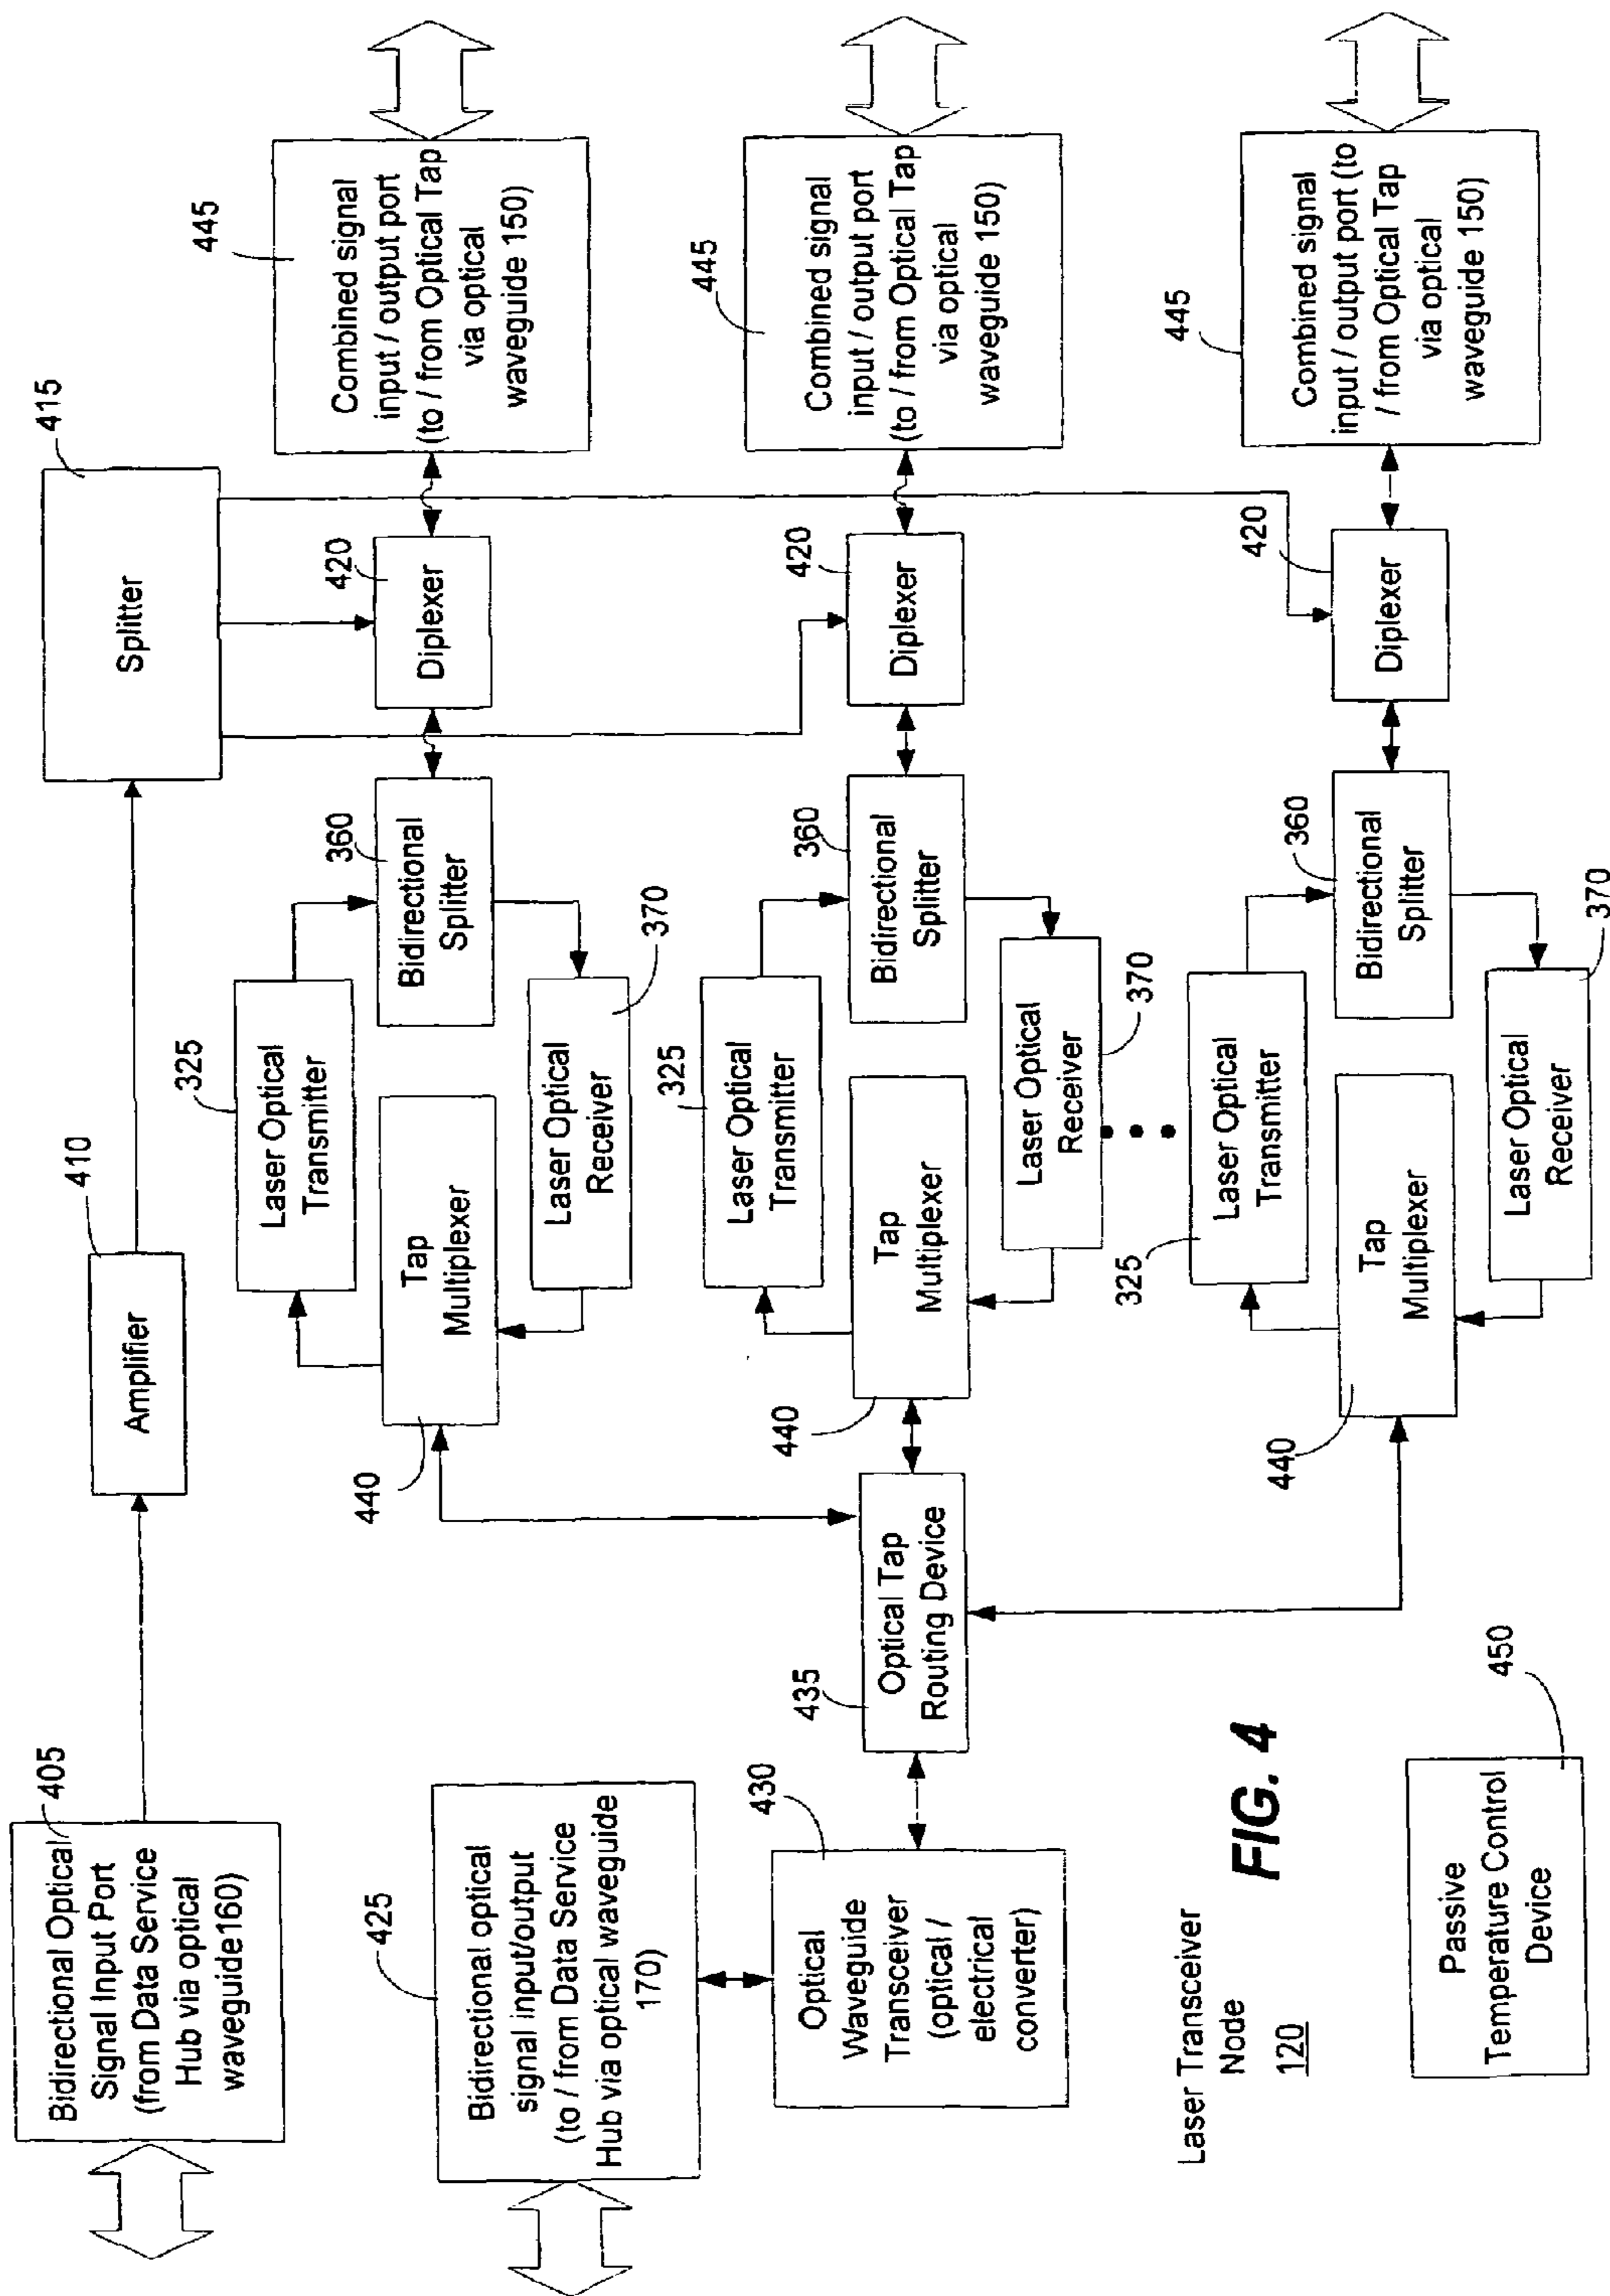 405
Bidirectional Optical
Signal Input Port
(from Data Service
Hub via optical
waveguide160)
410
Amplifier
415
Splitter
325
Laser Optical
Transmitter
360
Bidirectional
Splitter
420
Diplexer
445
Combined signal
input / output port
(to / from Optical Tap
via optical
waveguide 150)
440
Tap
Multiplexer
370
Laser Optical
Receiver
425
Bidirectional optical
signal input/output
(to / from Data Service
Hub via optical waveguide
170)
325
Laser Optical
Transmitter
360
Bidirectional
Splitter
420
Diplexer
445
Combined signal
input / output port
(to / from Optical Tap
via optical
waveguide 150)
430
Optical
Waveguide
Transceiver
(optical /
electrical
converter)
435
Optical Tap
Routing Device
440
Tap
Multiplexer
Laser Optical
Receiver
370
325
Laser Optical
Transmitter
360
Bidirectional
Splitter
420
Diplexer
445
Combined signal
input / output port (to
/ from Optical Tap
via optical
waveguide 150)
440
Tap
Multiplexer
Laser Optical
Receiver
370
Laser Transceiver
Node
120
FIG. 4
450
Passive
Temperature Control
Device